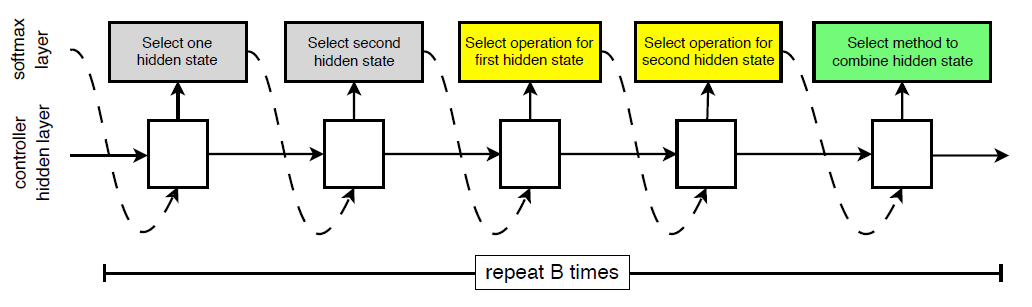 softmax
layer
Select one
hidden state
Select second
hidden state
Select operation for
first hidden state
Select operation for
second hidden state
Select method to
combine hidden state
controller
hidden layer
repeat B times